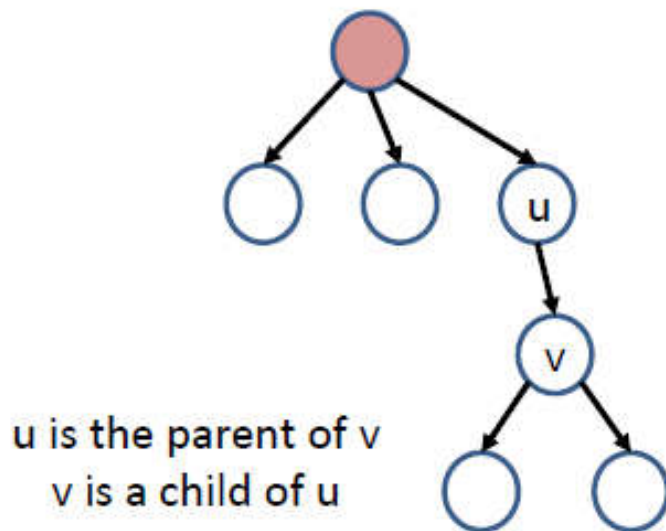 u
v
u is the parent of v
v is a child of u